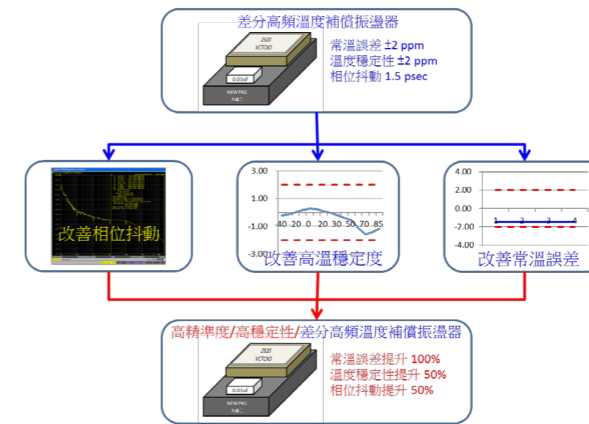 差分高頻溫度補償振盪器
2520
VCTCXO
0.01uF
NEW PKG
常溫誤差 ±2 ppm
溫度穩定性 ±2 ppm
相位抖動 1.5 psec
改善相位抖動
3.00
1.00
-1.00
-3.00
-40 -20 0 20 30 50 70 85
改善高溫穩定度
4.00
2.00
0.00
-2.00
-4.00
1 2 3 4
改善常溫誤差
高精準度/高穩定性/差分高頻溫度補償振盪器
2520
VCTCXO
0.01uF
NEW PKG
常溫誤差提升 100%
溫度穩定性提升 50%
相位抖動提升 50%